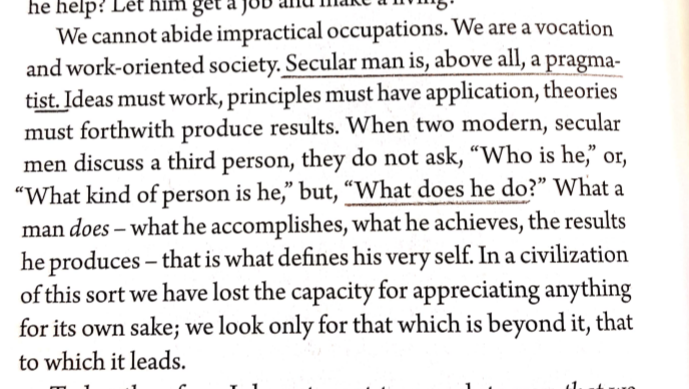 he help? Let him get a job and make a living.
We cannot abide impractical occupations. We are a vocation
and work-oriented society. Secular man is, above all, a pragma-
tist. Ideas must work, principles must have application, theories
must forthwith produce results. When two modern, secular
men discuss a third person, they do not ask, “Who is he,” or,
“What kind of person is he,” but, “What does he do?” What a
man does – what he accomplishes, what he achieves, the results
he produces – that is what defines his very self. In a civilization
of this sort we have lost the capacity for appreciating anything
for its own sake; we look only for that which is beyond it, that
to which it leads.